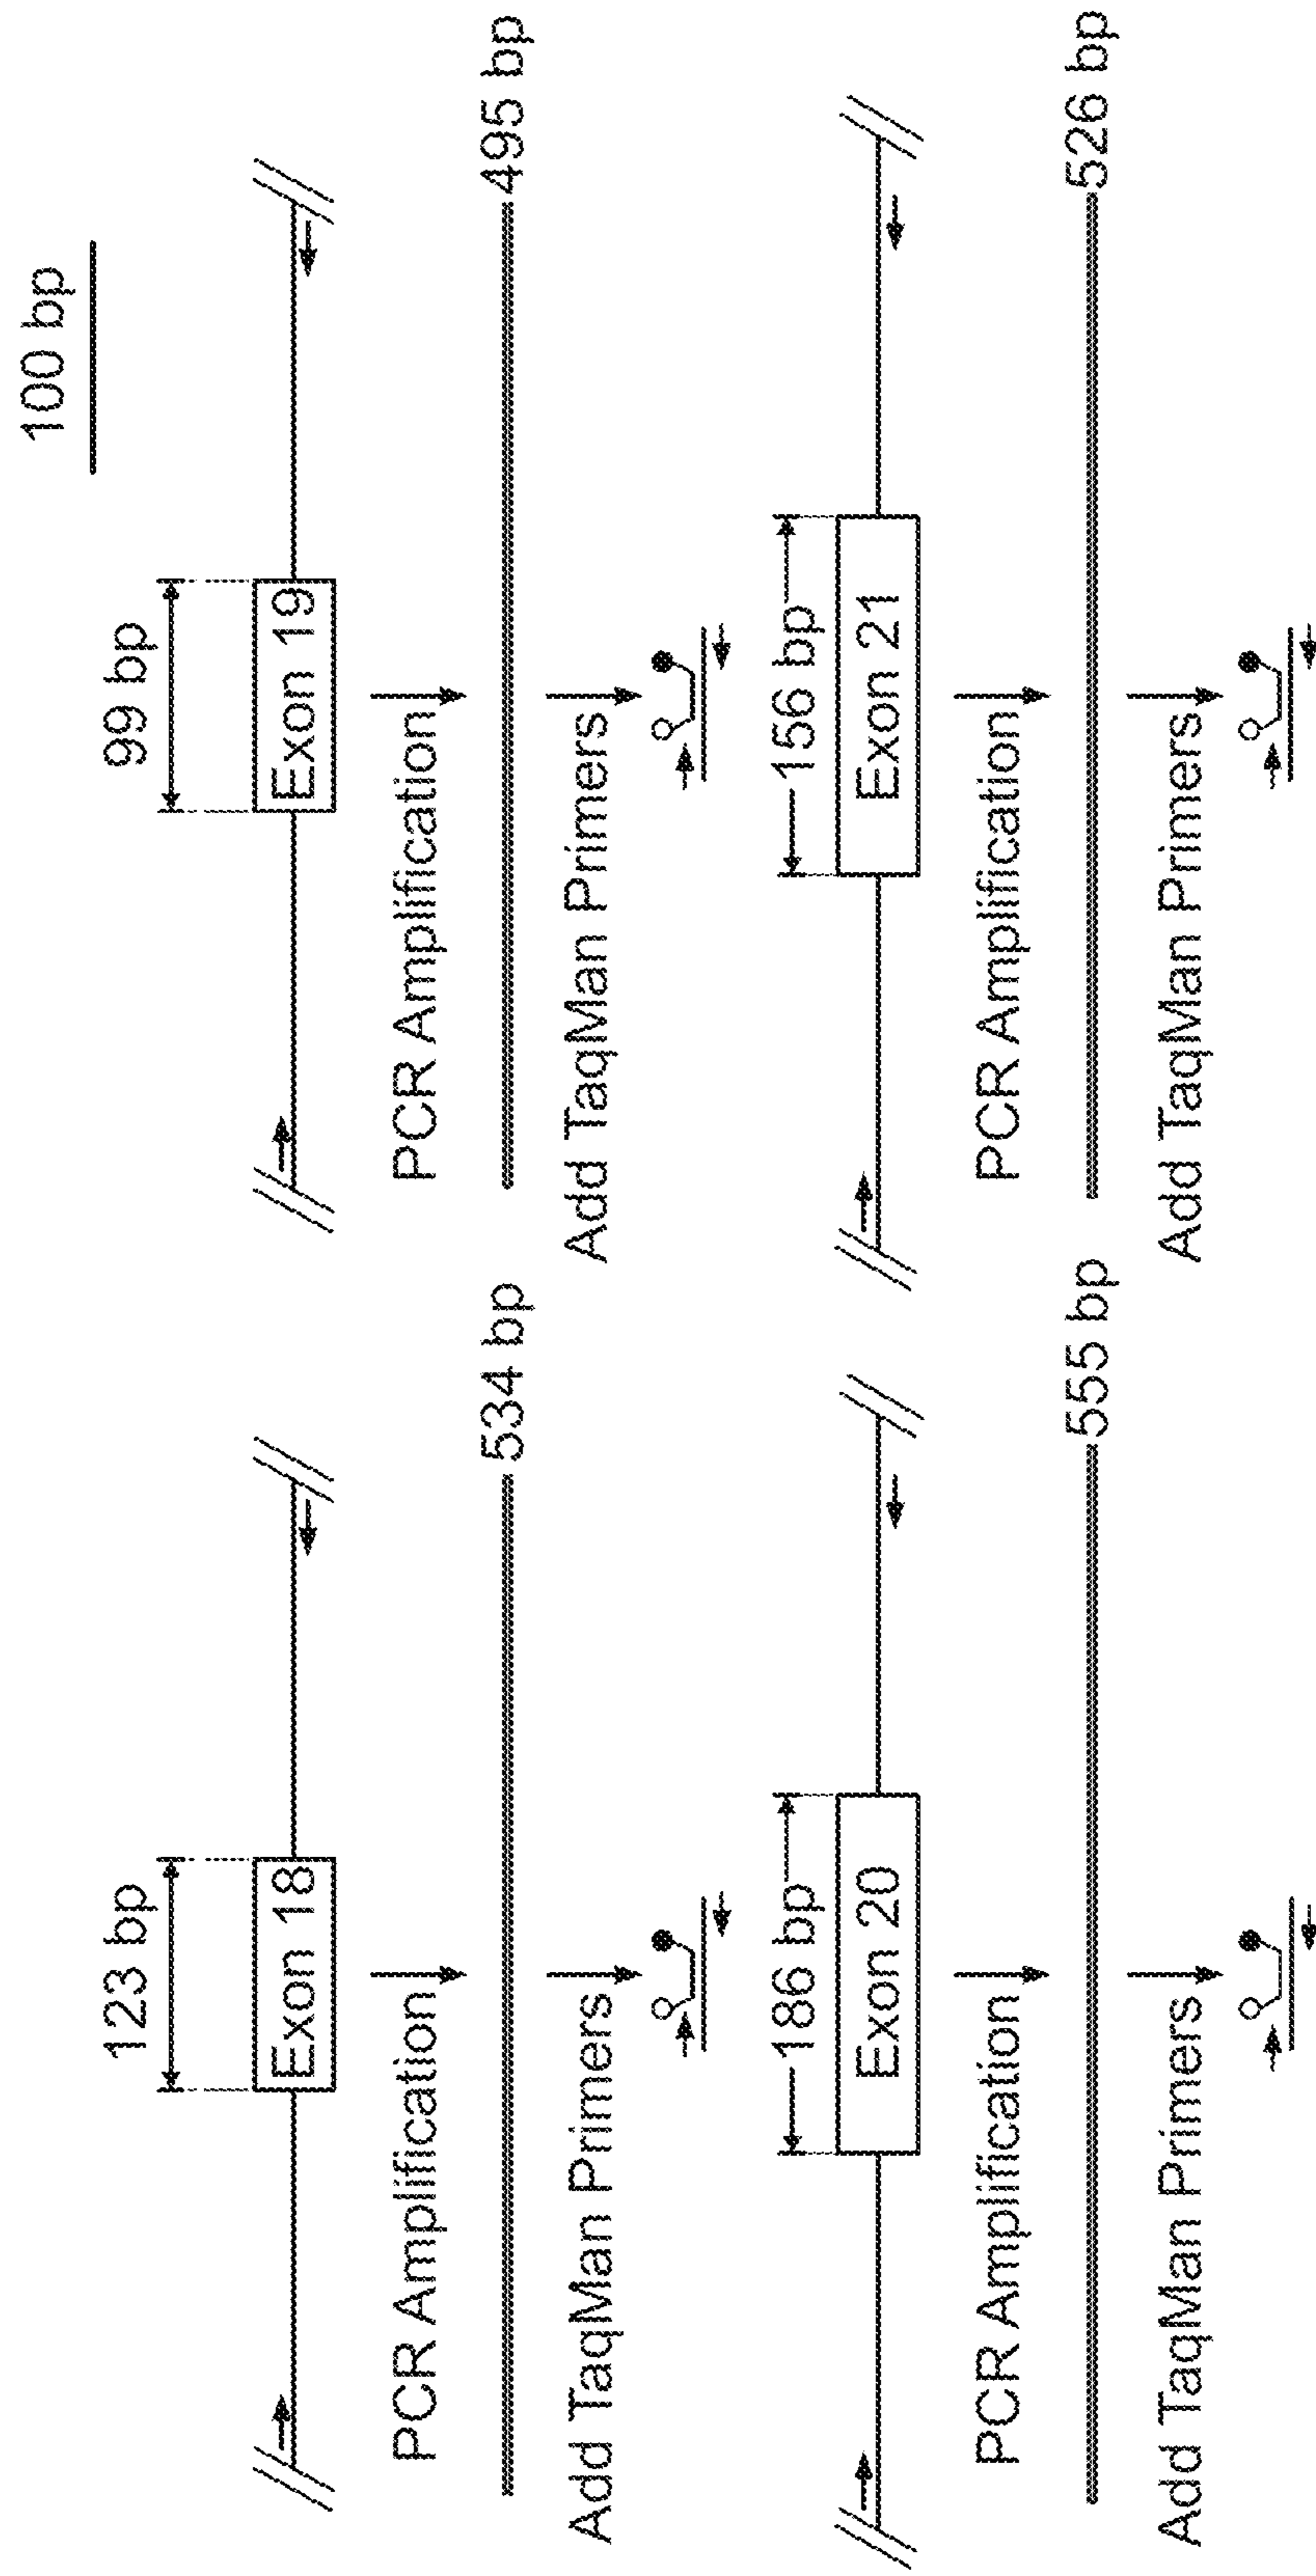 100 bp
123 bp
Exon 18
PCR Amplification
534 bp
Add TaqMan Primers
99 bp
Exon 19
PCR Amplification
495 bp
Add TaqMan Primers
186 bp
Exon 20
PCR Amplification
555 bp
Add TaqMan Primers
156 bp
Exon 21
PCR Amplification
526 bp
Add TaqMan Primers